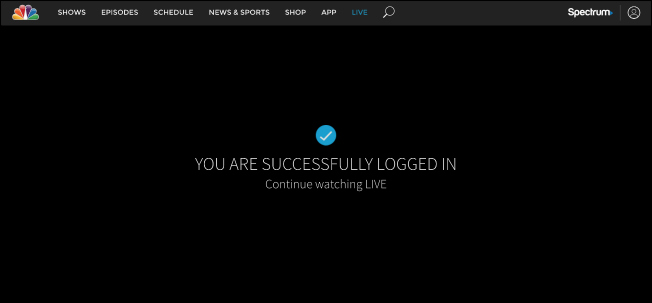 SHOWS EPISODES SCHEDULE NEWS & SPORTS SHOP APP LIVE Spectrum
YOU ARE SUCCESSFULLY LOGGED IN
Continue watching LIVE